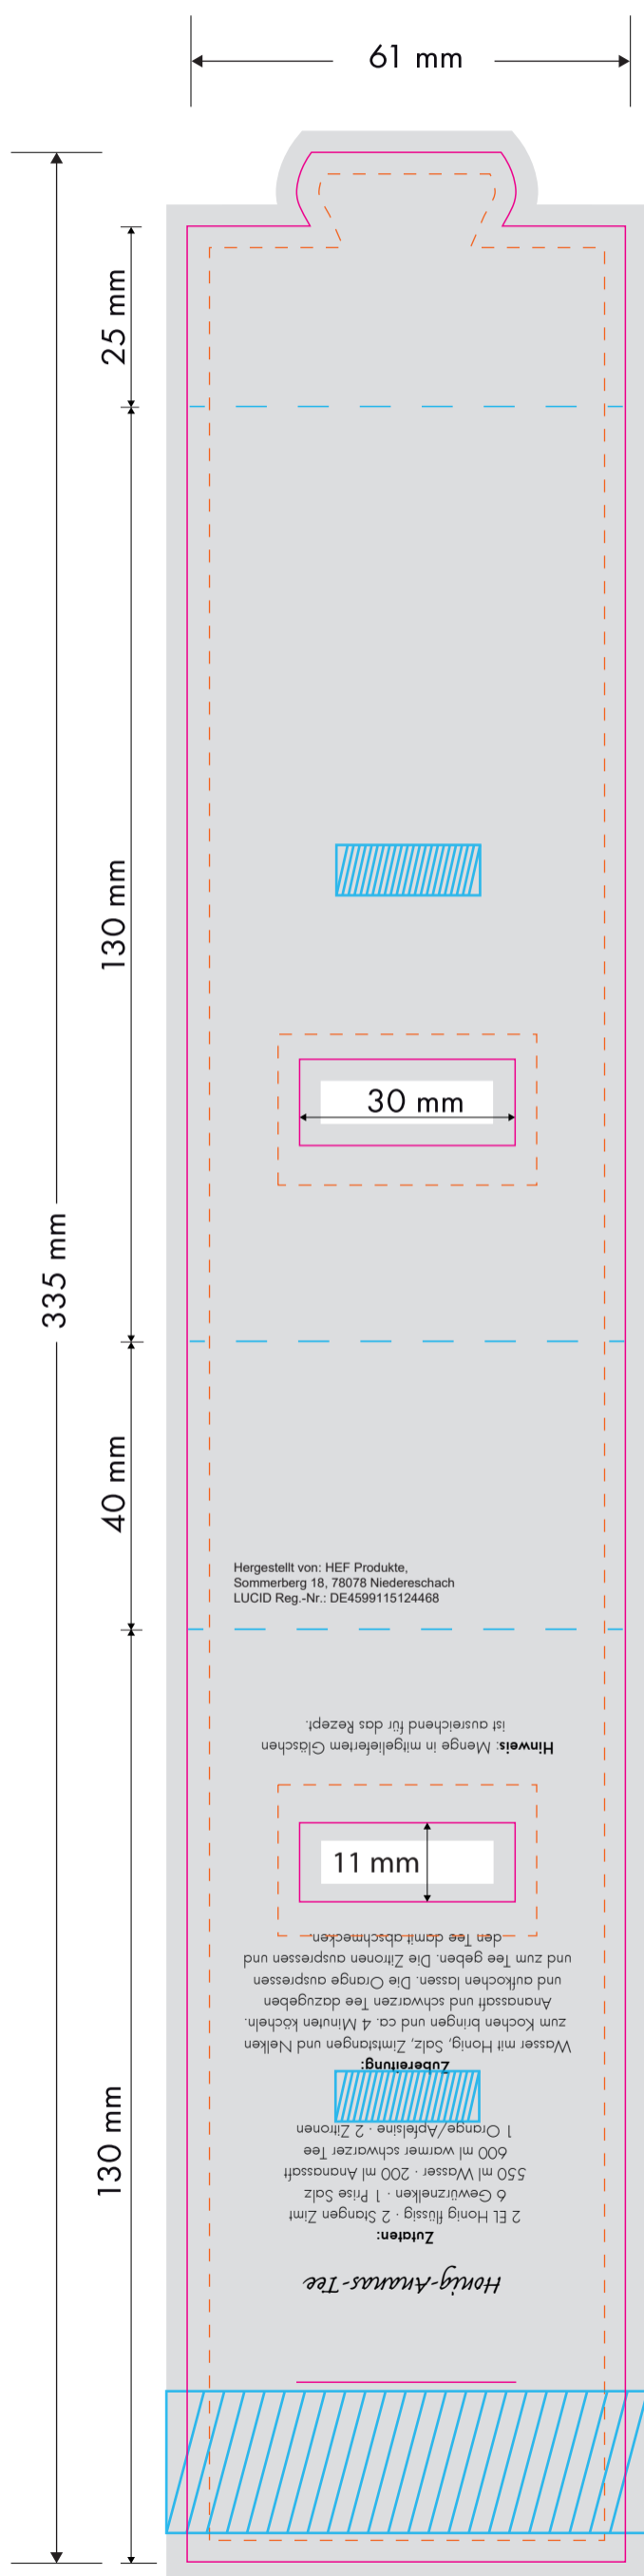 61 mm
25 mm
130 mm
30 mm
335 mm
40 mm
Hergestellt von: HEF Produkte,
Sommerberg 18, 78078 Niedereschach
LUCID Reg.-Nr.: DE4599115124468
11 mm
130 mm
Honig-Ananas-Tee
Zutaten:
2 EL Honig flüssig · 2 Stangen Zimt
6 Gewürznelken · 1 Prise Salz
550 ml Wasser · 200 ml Ananassaft
600 ml warmer schwarzer Tee
1 Orange/Apfelsine · 2 Zitronen
Zubereitung:
Wasser mit Honig, Salz, Zimtstangen und Nelken
zum Kochen bringen und ca. 4 Minuten köcheln.
Ananassaft und schwarzen Tee dazugeben
und aufkochen lassen. Die Orange auspressen
und zum Tee geben. Die Zitronen auspressen und
den Tee damit abschmecken.
Hinweis: Menge in mitgeliefertem Gläschen
ist ausreichend für das Rezept.